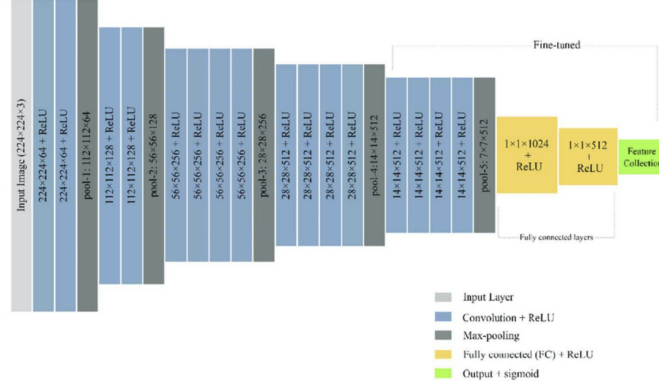 Fine-tuned
Input Image (224×224×3)
224×224×64 + ReLU
224×224×64 + ReLU
pool-1: 112×112×64
112×112×128 + ReLU
112×112×128 + ReLU
pool-2: 56×56×128
56×56×256 + ReLU
56×56×256 + ReLU
56×56×256 + ReLU
56×56×256 + ReLU
pool-3: 28×28×256
28×28×512 + ReLU
28×28×512 + ReLU
28×28×512 + ReLU
28×28×512 + ReLU
pool-4:14×14×512
14×14×512 + ReLU
14×14×512 + ReLU
14×14×512 + ReLU
14×14×512 + ReLU
pool-5: 7×7×512
1×1×1024
+
ReLU
1×1×512
+
ReLU
Feature
Collection
Fully connected layers
Input Layer
Convolution + ReLU
Max-pooling
Fully connected (FC) + ReLU
Output + sigmoid